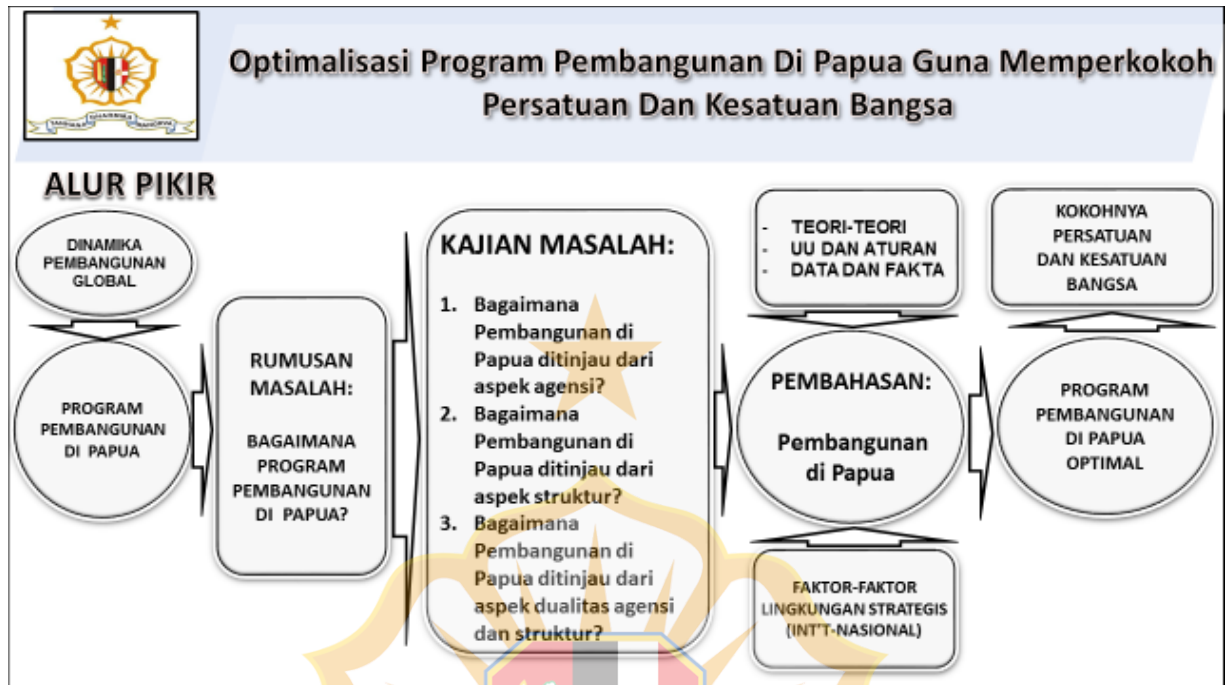 Optimalisasi Program Pembangunan Di Papua Guna Memperkokoh
Persatuan Dan Kesatuan Bangsa
ALUR PIKIR
DINAMIKA
PEMBANGUNAN
GLOBAL
PROGRAM
PEMBANGUNAN
DI PAPUA
RUMUSAN
MASALAH:
BAGAIMANA
PROGRAM
PEMBANGUNAN
DI PAPUA?
KAJIAN MASALAH:
1. Bagaimana
Pembangunan di
Papua ditinjau dari
aspek agensi?
2. Bagaimana
Pembangunan di
Papua ditinjau dari
aspek struktur?
3. Bagaimana
Pembangunan di
Papua ditinjau dari
aspek dualitas agensi
dan struktur?
- TEORI-TEORI
- UU DAN ATURAN
- DATA DAN FAKTA
PEMBAHASAN:
Pembangunan
di Papua
FAKTOR-FAKTOR
LINGKUNGAN STRATEGIS
(INT'T-NASIONAL)
KOKOHNYA
PERSATUAN
DAN KESATUAN
BANGSA
PROGRAM
PEMBANGUNAN
DI PAPUA
OPTIMAL